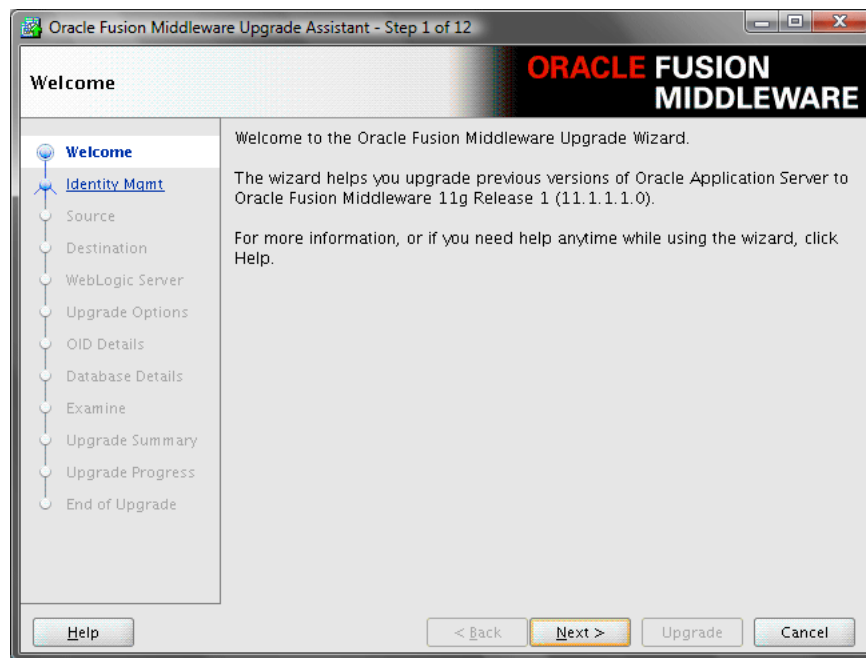 Oracle Fusion Middleware Upgrade Assistant - Step 1 of 12
Welcome
ORACLE FUSION
MIDDLEWARE
Welcome
Identity Mgmt
Source
Destination
WebLogic Server
Upgrade Options
OID Details
Database Details
Examine
Upgrade Summary
Upgrade Progress
End of Upgrade
Welcome to the Oracle Fusion Middleware Upgrade Wizard.
The wizard helps you upgrade previous versions of Oracle Application Server to
Oracle Fusion Middleware 11g Release 1 (11.1.1.1.0).
For more information, or if you need help anytime while using the wizard, click
Help.
Help
< Back
Next >
Upgrade
Cancel